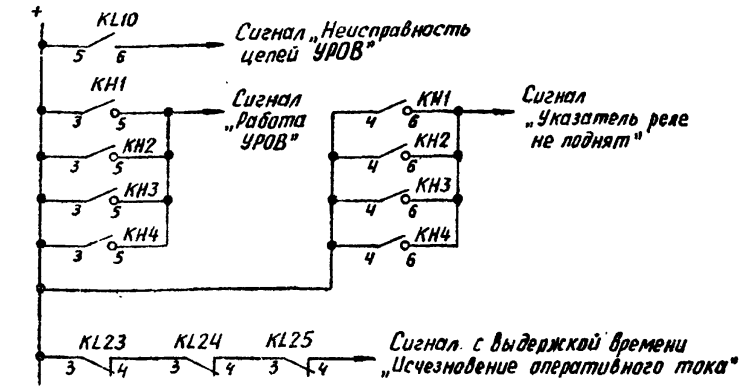 +
KL10
5 6
Сигнал „Неисправность
цепей УРОВ"
KH1
3 5
Сигнал
„Работа
УРОВ"
KH2
3 5
KH3
3 5
KH4
3 5
KH1
4 6
Сигнал
„Указатель реле
не поднят"
KH2
4 6
KH3
4 6
KH4
4 6
KL23 KL24 KL25
3 4 3 4 3 4
Сигнал с выдержкой времени
„Исчезновение оперативного тока"